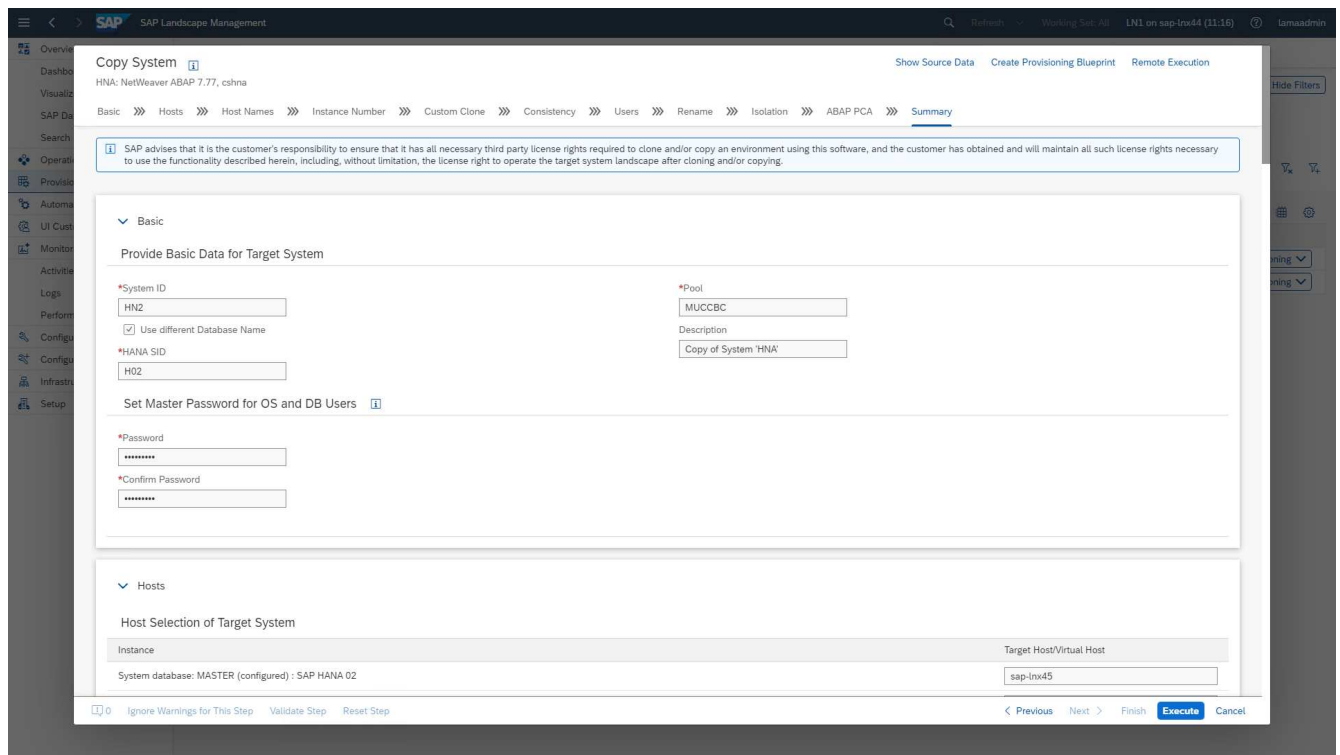 SAP Landscape Management
Refresh
Working Set: All
LN1 on sap-lnx44 (11:16)
lamaadmin
Overvie
Dashbo
Visualiz
SAP Da
Search
Operati
Provisio
Automa
UI Cust
Monitor
Activitie
Logs
Perform
Configu
Configu
Infrastru
Setup
Hide Filters
oning
oning
Copy System
Show Source Data Create Provisioning Blueprint Remote Execution
HNA: NetWeaver ABAP 7.77, cshna
Basic Hosts Host Names Instance Number Custom Clone Consistency Users Rename Isolation ABAP PCA Summary
SAP advises that it is the customer's responsibility to ensure that it has all necessary third party license rights required to clone and/or copy an environment using this software, and the customer has obtained and will maintain all such license rights necessary
to use the functionality described herein, including, without limitation, the license right to operate the target system landscape after cloning and/or copying.
Basic
Provide Basic Data for Target System
*System ID
HN2
Use different Database Name
*HANA SID
H02
*Pool
MUCCBC
Description
Copy of System 'HNA'
Set Master Password for OS and DB Users
*Password
•••••••••
*Confirm Password
•••••••••
Hosts
Host Selection of Target System
Instance Target Host/Virtual Host
System database: MASTER (configured) : SAP HANA 02 sap-lnx45
0 Ignore Warnings for This Step Validate Step Reset Step
< Previous Next > Finish Execute Cancel